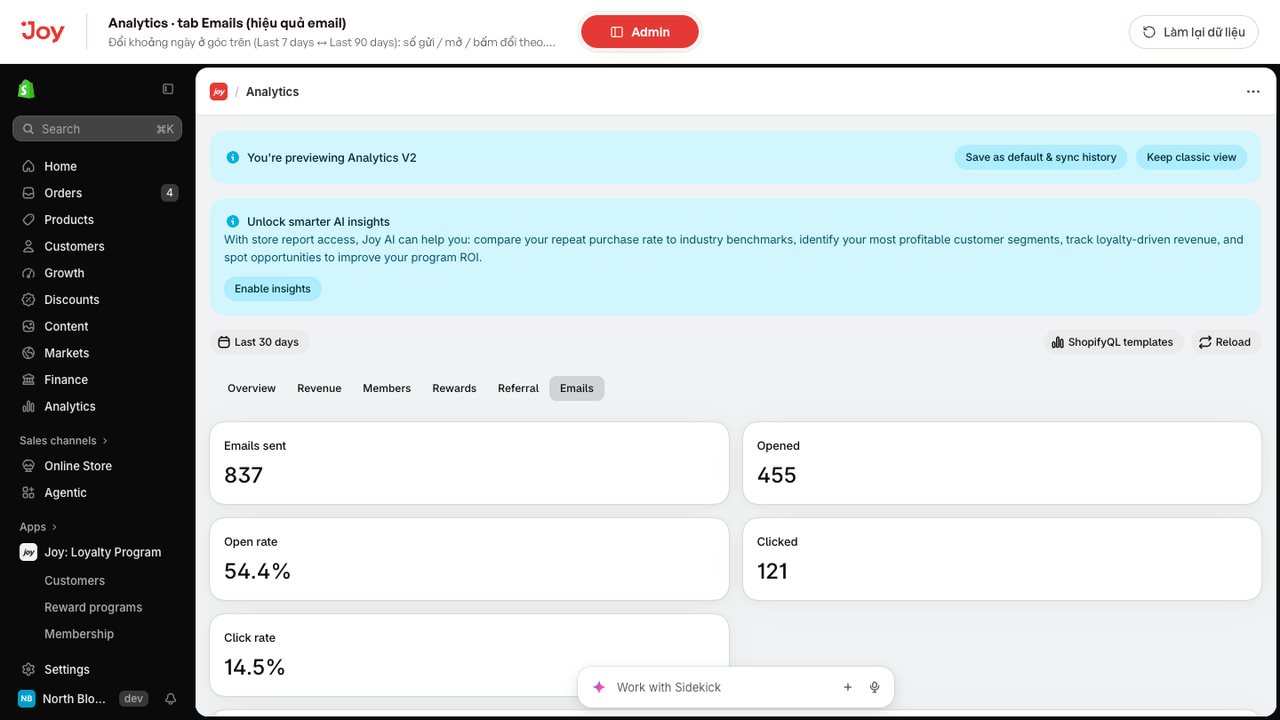 Joy
Analytics · tab Emails (hiệu quả email)
Đổi khoảng ngày ở góc trên (Last 7 days ↔ Last 90 days): số gửi / mở / bấm đổi theo....
Admin
Làm lại dữ liệu
Search ⌘K
Home
Orders 4
Products
Customers
Growth
Discounts
Content
Markets
Finance
Analytics
Sales channels
Online Store
Agentic
Apps
joy Joy: Loyalty Program
Customers
Reward programs
Membership
Settings
NB North Blo... dev
joy / Analytics
You're previewing Analytics V2
Save as default & sync history
Keep classic view
Unlock smarter AI insights
With store report access, Joy AI can help you: compare your repeat purchase rate to industry benchmarks, identify your most profitable customer segments, track loyalty-driven revenue, and
spot opportunities to improve your program ROI.
Enable insights
Last 30 days
ShopifyQL templates
Reload
Overview Revenue Members Rewards Referral Emails
Emails sent
837
Opened
455
Open rate
54.4%
Clicked
121
Click rate
14.5%
Work with Sidekick